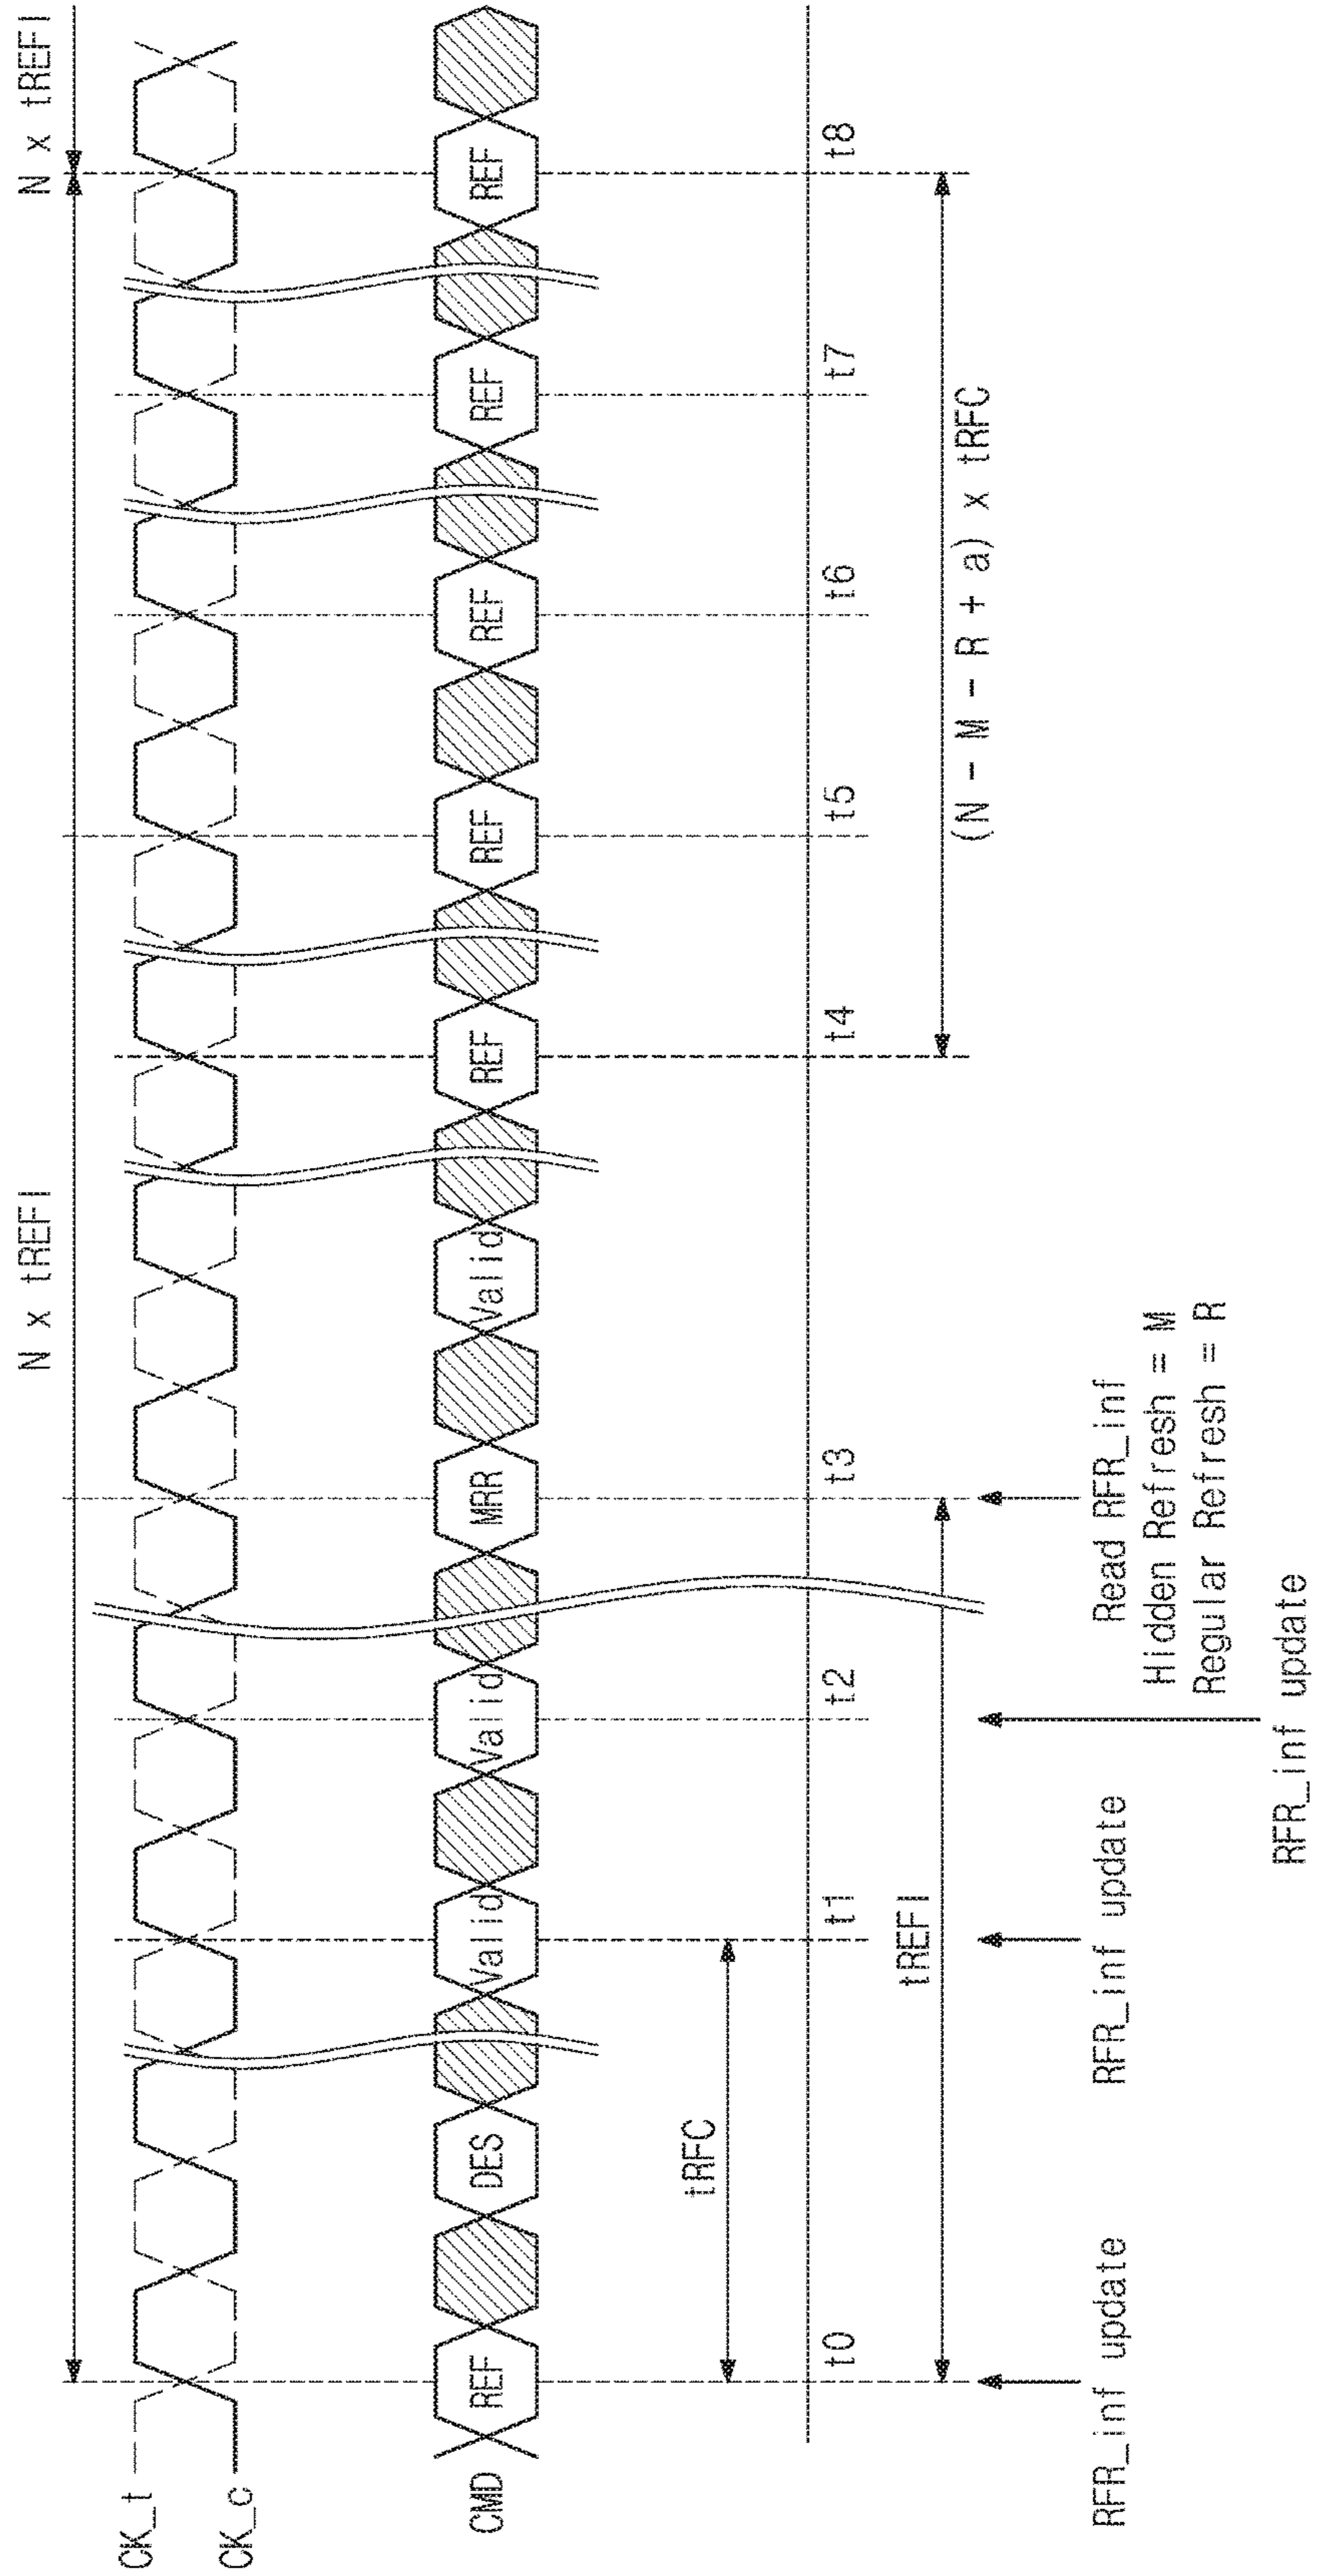 N x tREFI
N x tREFI
CK_t
CK_c
CMD
REF
DES
Valid
Valid
MRR
Valid
REF
REF
REF
REF
REF
tRFC
t0
t1
t2
t3
t4
t5
t6
t7
t8
tREFI
(N - M - R + a) x tRFC
RFR_inf update
RFR_inf update
Read RFR_inf
Hidden Refresh = M
Regular Refresh = R
RFR_inf update